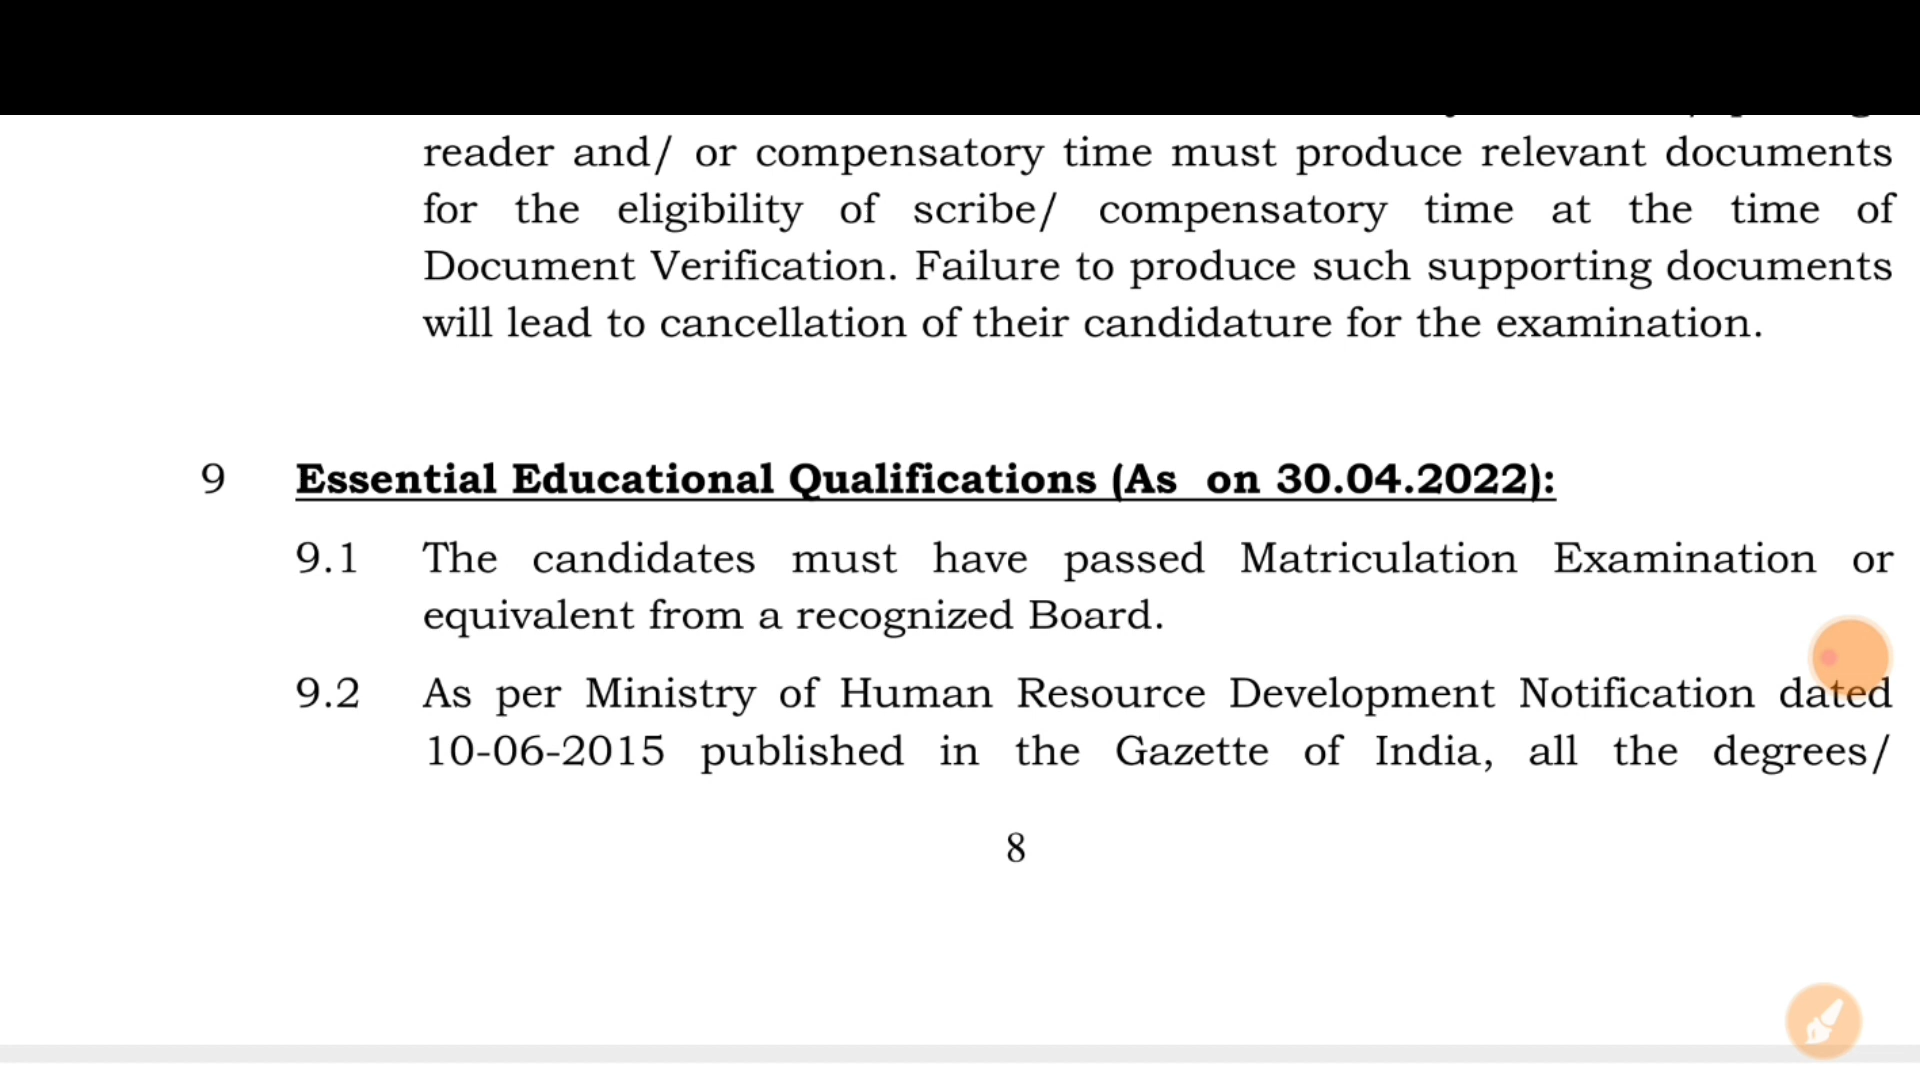 reader and/ or compensatory time must produce relevant documents
for the eligibility of scribe/ compensatory time at the time of
Document Verification. Failure to produce such supporting documents
will lead to cancellation of their candidature for the examination.
9 Essential Educational Qualifications (As on 30.04.2022):
9.1 The candidates must have passed Matriculation Examination or
equivalent from a recognized Board.
9.2 As per Ministry of Human Resource Development Notification dated
10-06-2015 published in the Gazette of India, all the degrees/
8